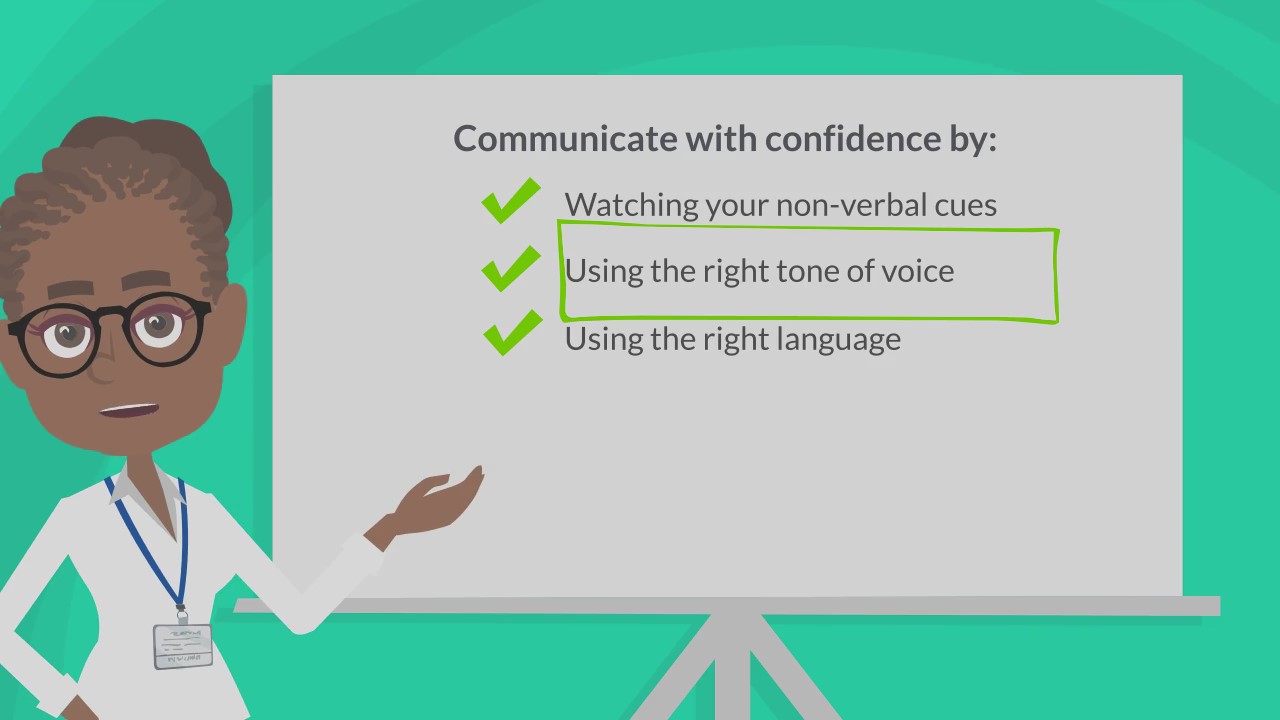 Communicate with confidence by:
Watching your non-verbal cues
Using the right tone of voice
Using the right language